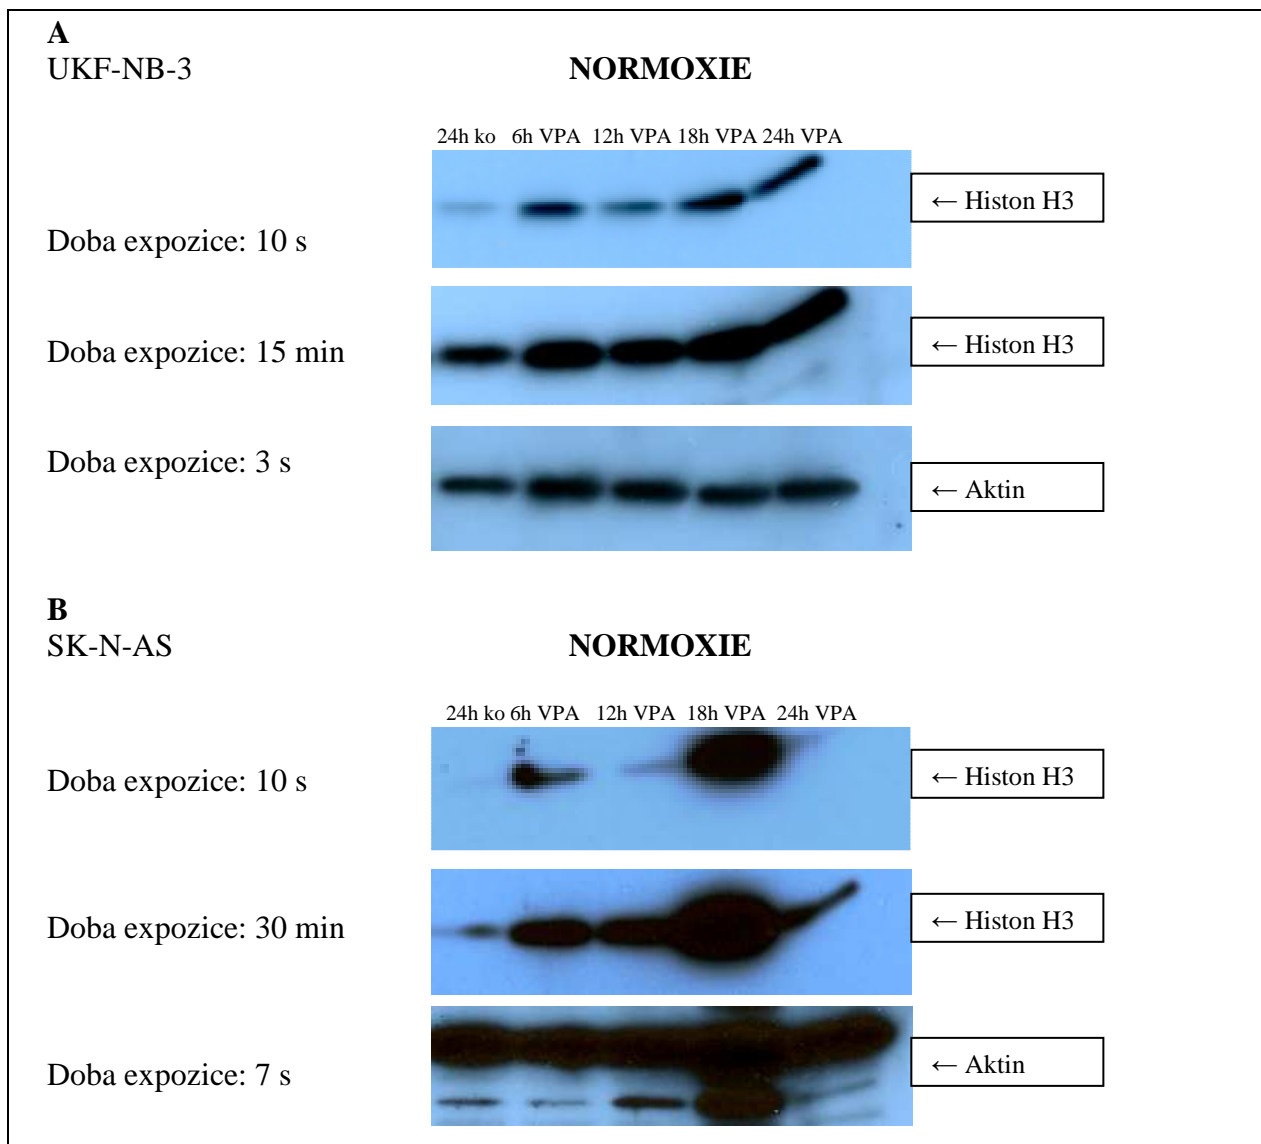 A
UKF-NB-3
NORMOXIE
24h ko 6h VPA 12h VPA 18h VPA 24h VPA
← Histon H3
Doba expozice: 10 s
Doba expozice: 15 min
← Histon H3
Doba expozice: 3 s
← Aktin
B
SK-N-AS
NORMOXIE
24h ko 6h VPA 12h VPA 18h VPA 24h VPA
Doba expozice: 10 s
← Histon H3
Doba expozice: 30 min
← Histon H3
Doba expozice: 7 s
← Aktin